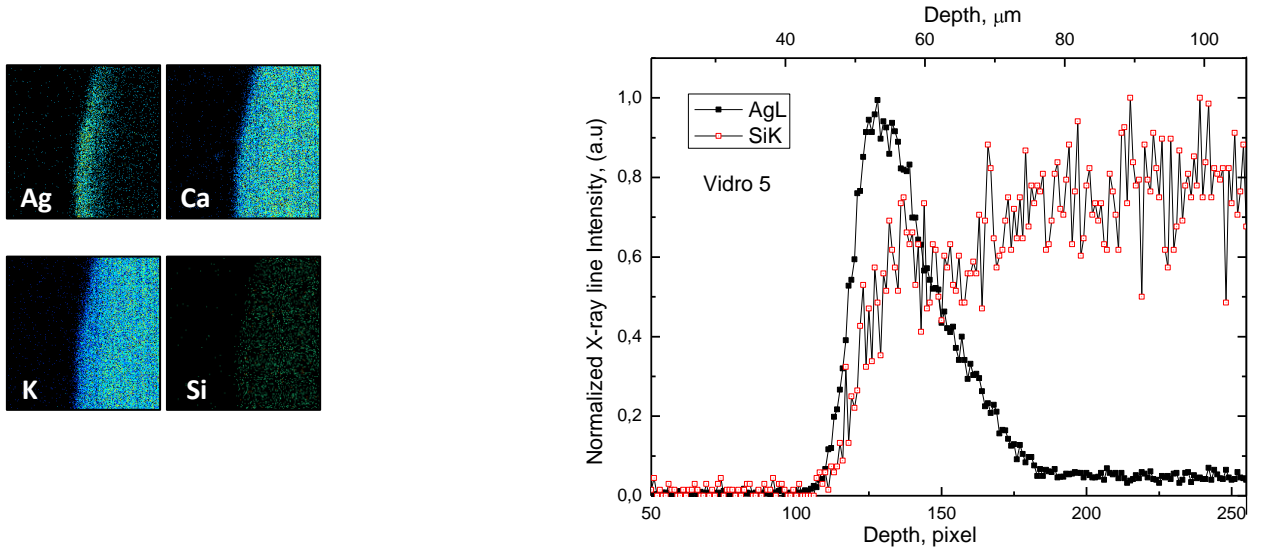 Ag
Ca
K
Si
Depth, μm
40 60 80 100
Normalized X-ray line Intensity, (a.u)
1,0
0,8
0,6
0,4
0,2
0,0
AgL
SiK
Vidro 5
50 100 150 200 250
Depth, pixel